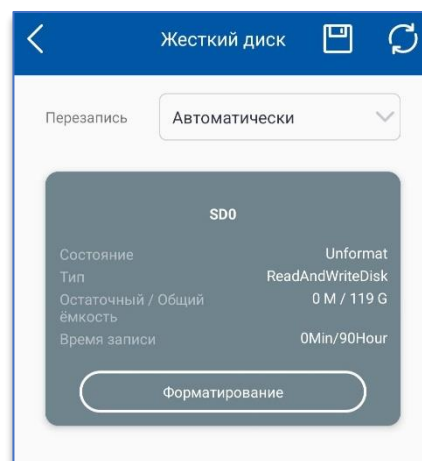 Жесткий диск
Перезапись Автоматически
SD0
Состояние Unformat
Тип ReadAndWriteDisk
Остаточный / Общий 0 M / 119 G
ёмкость
Время записи 0Min/90Hour
Форматирование